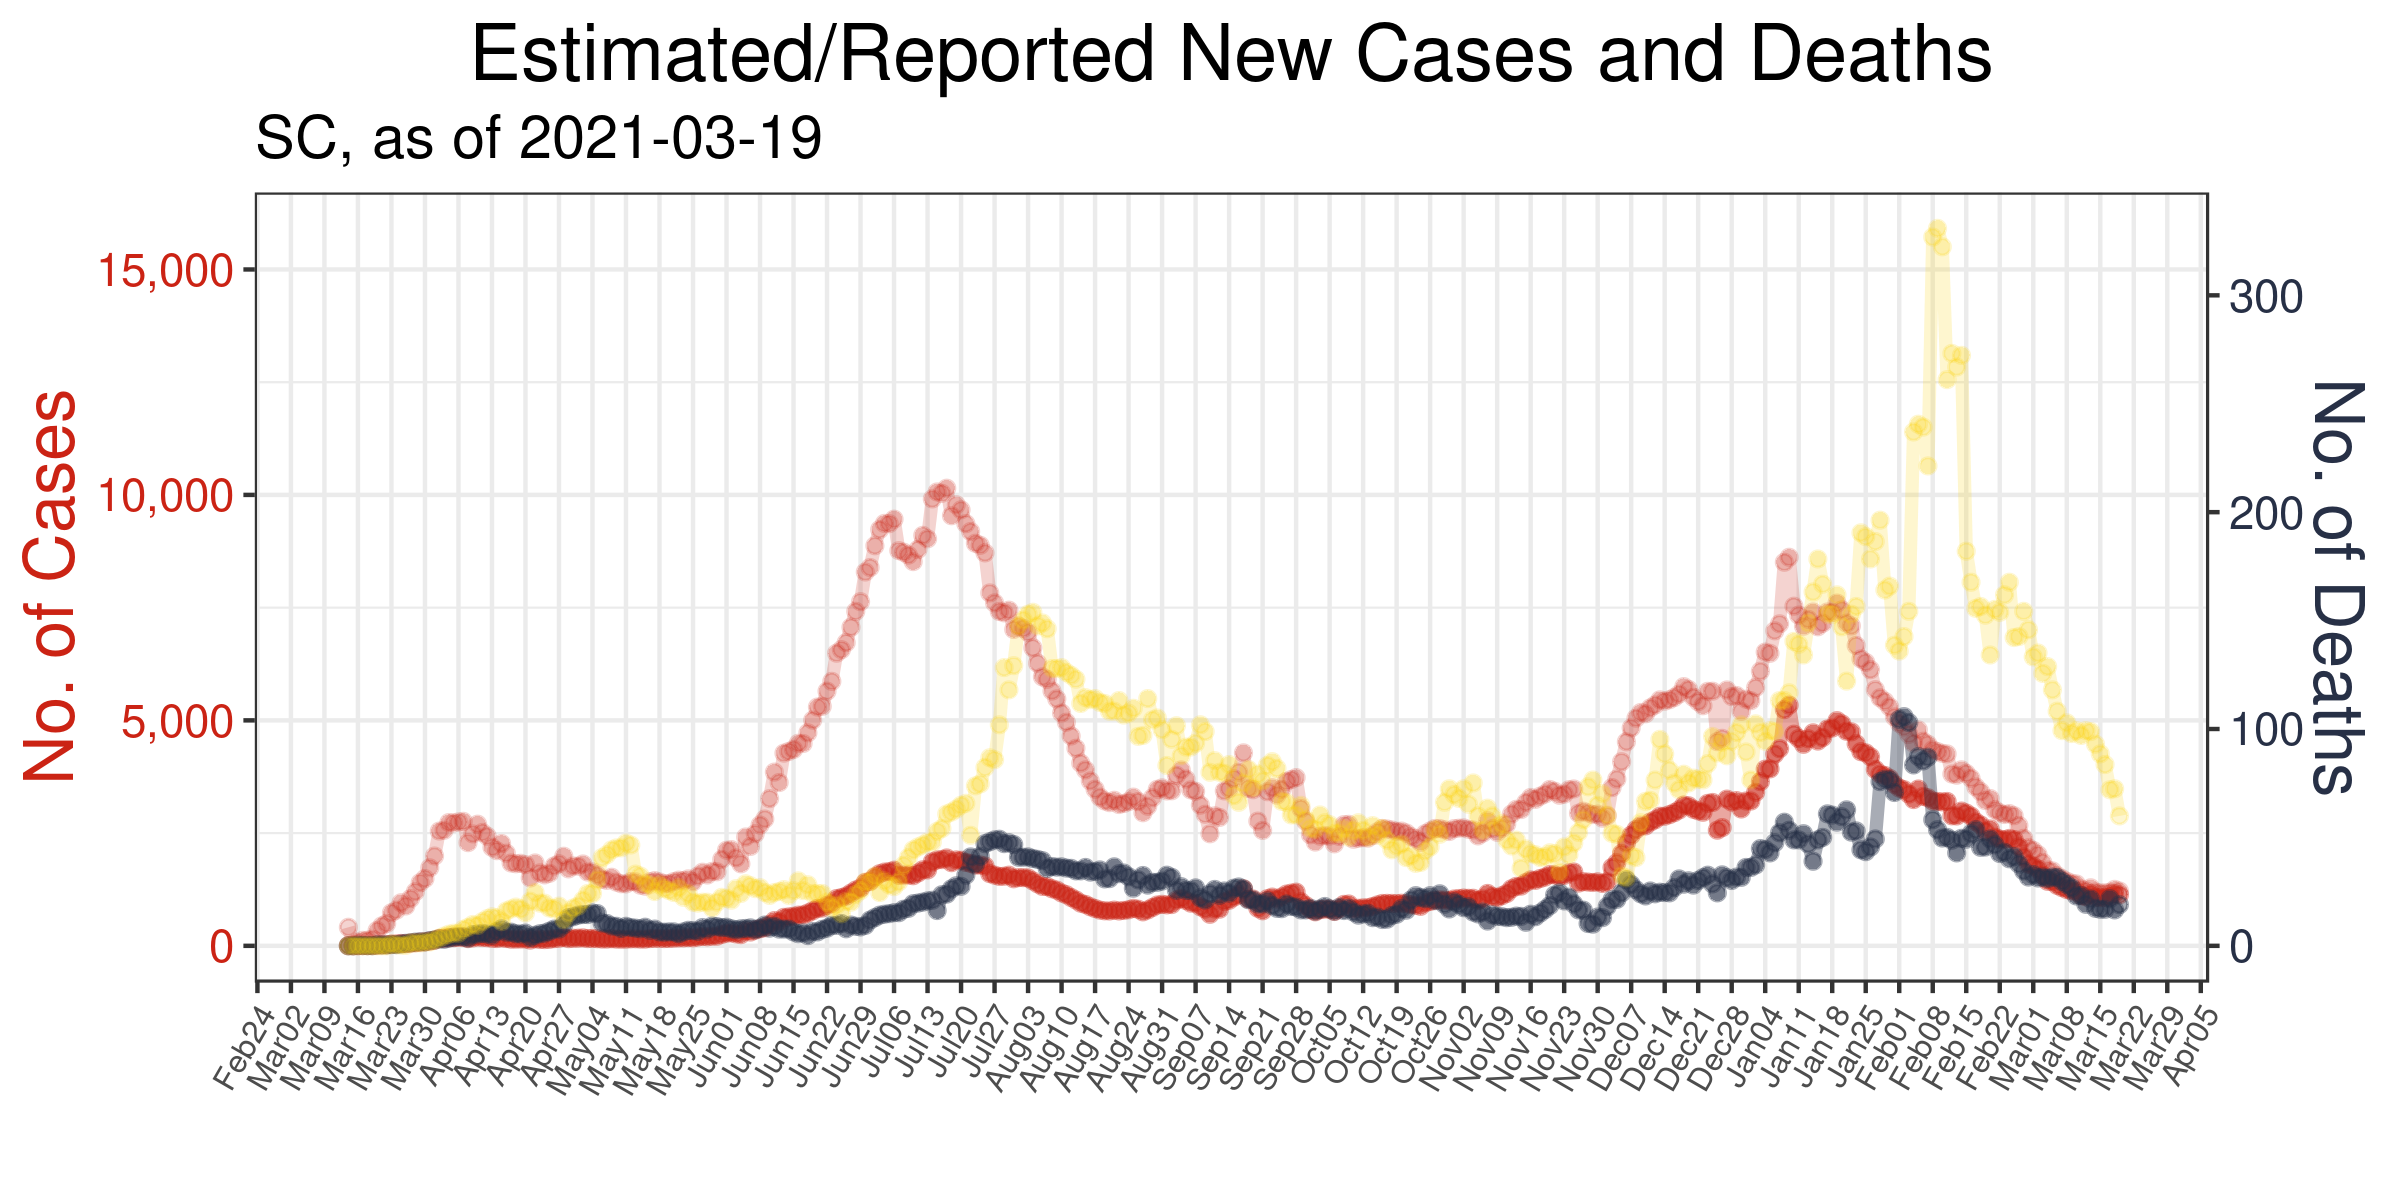 Estimated/Reported New Cases and Deaths
SC, as of 2021-03-19
No. of Cases
15,000
10,000
5,000
0
300
200
100
0
No. of Deaths
Feb24
Mar02
Mar09
Mar16
Mar23
Mar30
Apr06
Apr13
Apr20
Apr27
May04
May11
May18
May25
Jun01
Jun08
Jun15
Jun22
Jun29
Jul06
Jul13
Jul20
Jul27
Aug03
Aug10
Aug17
Aug24
Aug31
Sep07
Sep14
Sep21
Sep28
Oct05
Oct12
Oct19
Oct26
Nov02
Nov09
Nov16
Nov23
Nov30
Dec07
Dec14
Dec21
Dec28
Dec04
Jan11
Jan18
Jan25
Feb01
Feb08
Feb15
Feb22
Mar01
Mar08
Mar15
Mar22
Mar29
Apr05